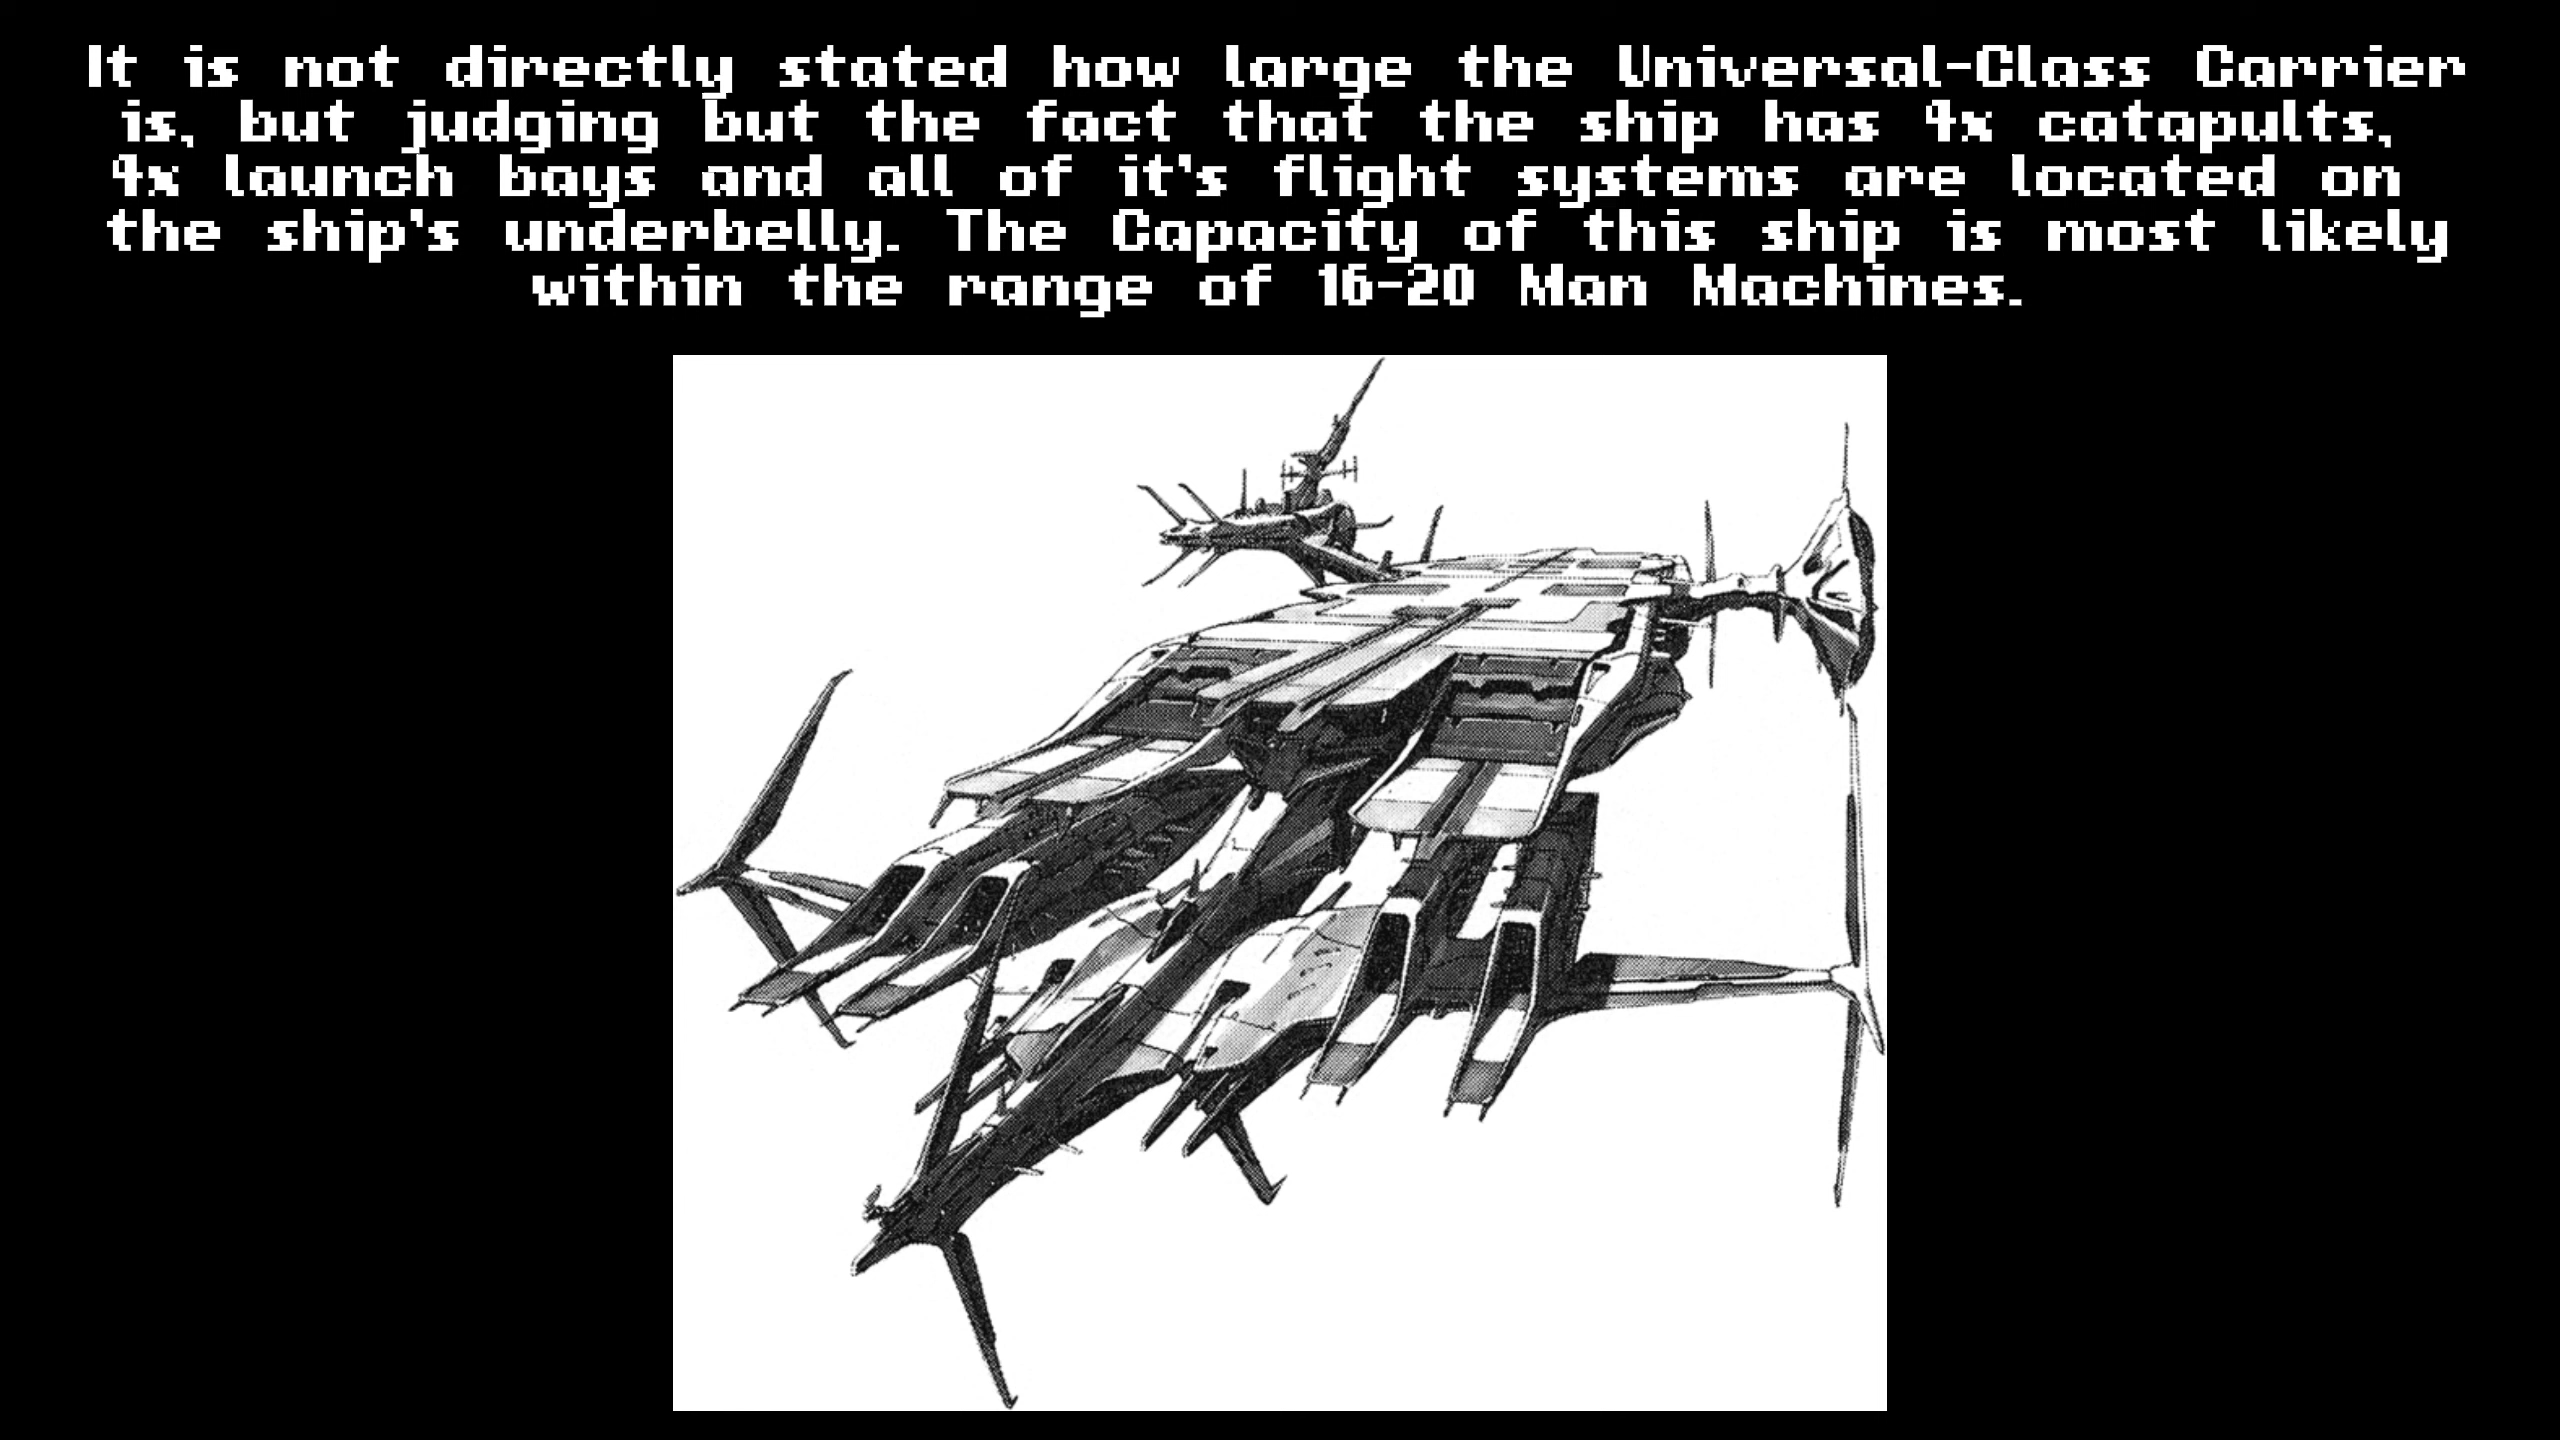 It is not directly stated how large the Universal-Class Carrier
is, but judging but the fact that the ship has 4x catapults,
4x launch bays and all of it's flight systems are located on
the ship's underbelly. The Capacity of this ship is most likely
within the range of 16-20 Man Machines.